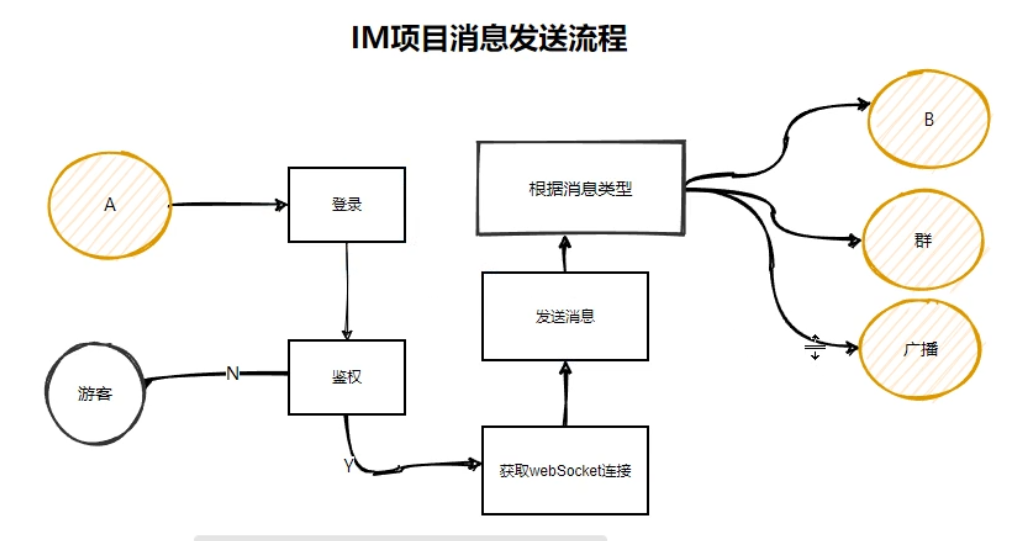 IM项目消息发送流程
A
登录
鉴权
N
游客
Y
获取webSocket连接
发送消息
根据消息类型
B
群
广播